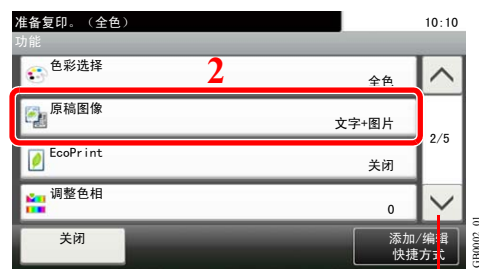 准备复印。（全色）
10:10
功能
色彩选择
2
全色
原稿图像
文字+图片
2/5
EcoPrint
关闭
调整色相
0
关闭
添加/编辑
快捷方式
GB0002_01